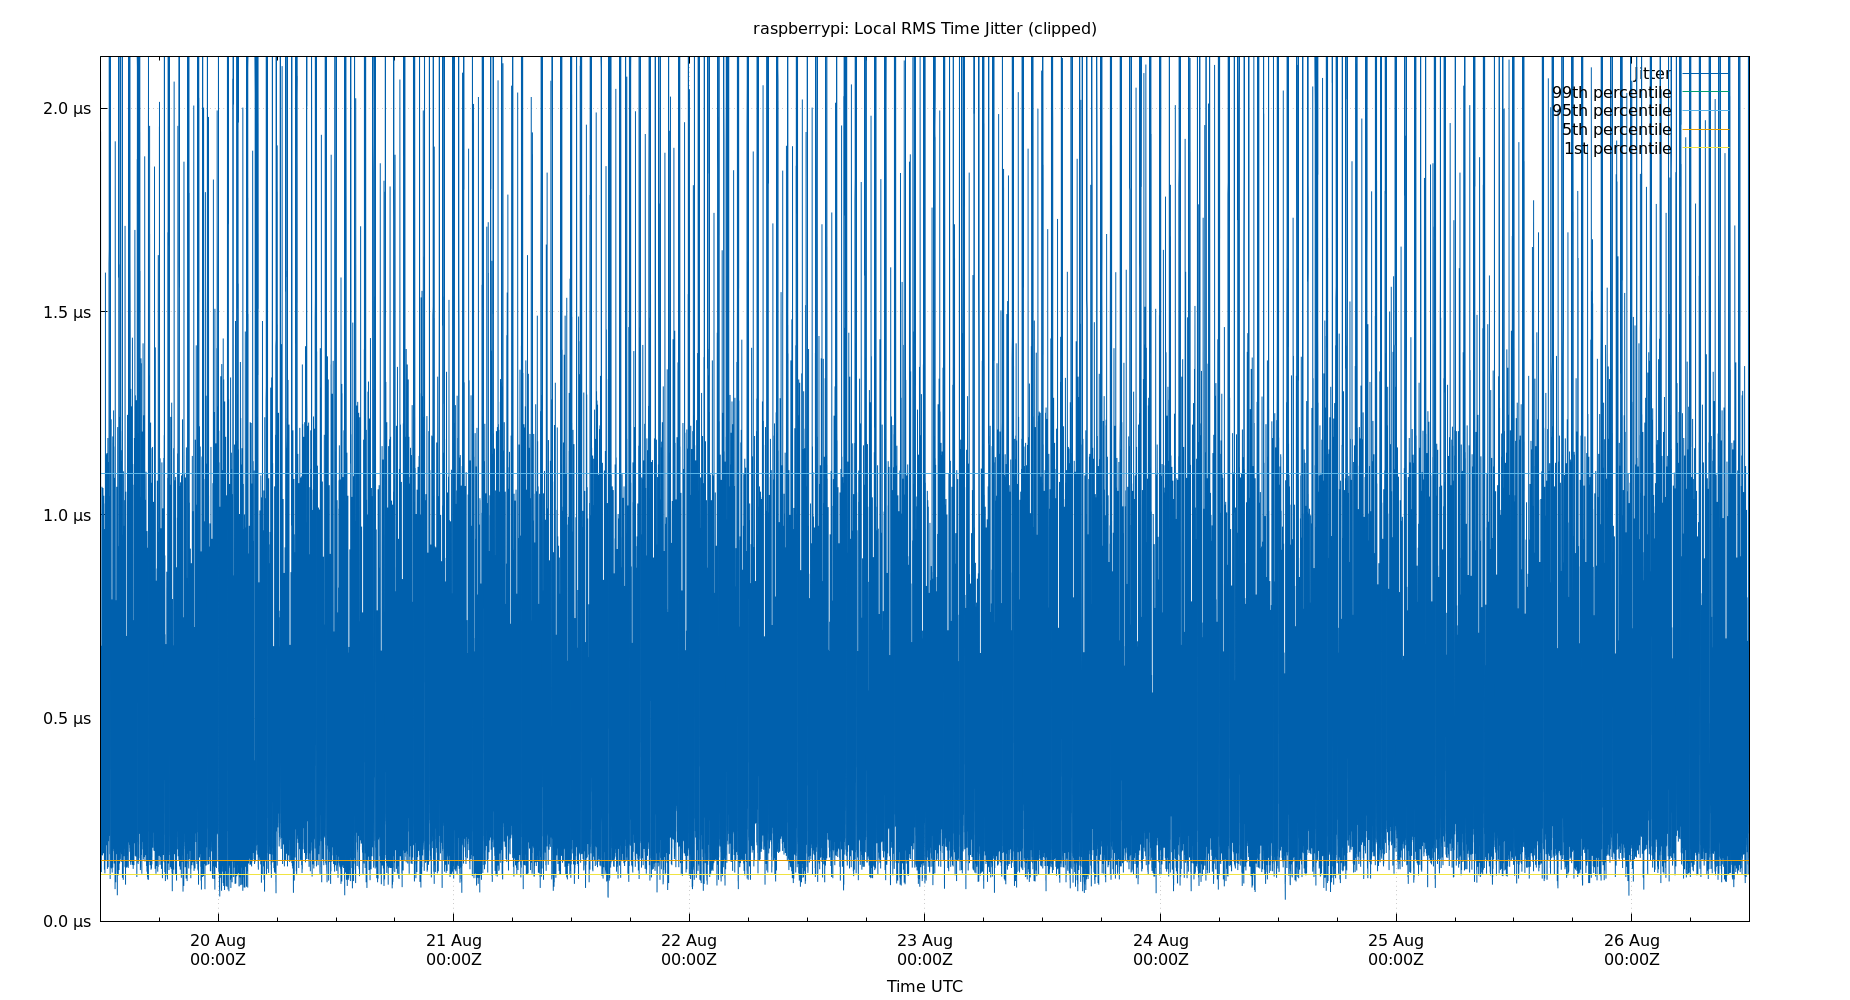 raspberrypi: Local RMS Time Jitter (clipped)
2.0 µs
1.5 µs
1.0 µs
0.5 µs
0.0 µs
Jitter
99th percentile
95th percentile
5th percentile
1st percentile
20 Aug
00:00Z
21 Aug
00:00Z
22 Aug
00:00Z
23 Aug
00:00Z
24 Aug
00:00Z
25 Aug
00:00Z
26 Aug
00:00Z
Time UTC